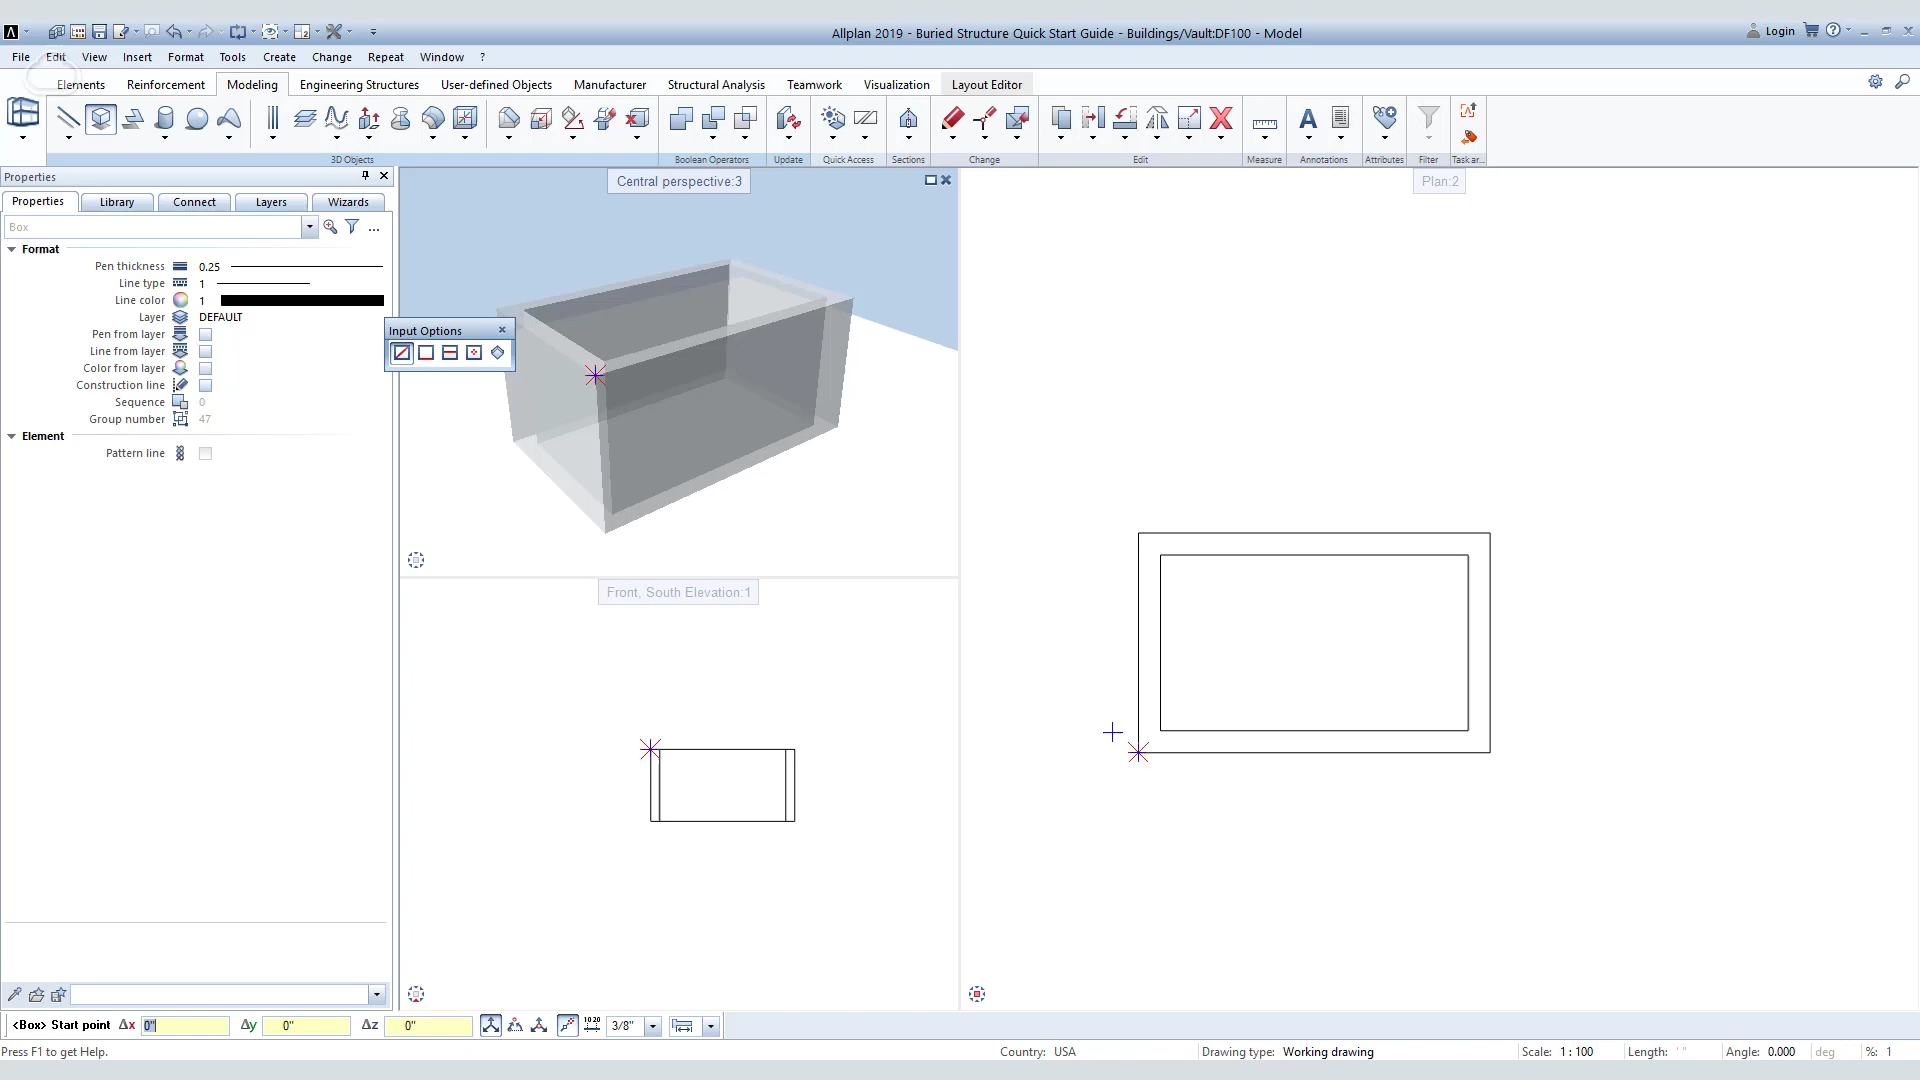 Allplan 2019 - Buried Structure Quick Start Guide - Buildings/Vault:DF100 - Model
Login
File Edit View Insert Format Tools Create Change Repeat Window ?
Elements Reinforcement Modeling Engineering Structures User-defined Objects Manufacturer Structural Analysis Teamwork Visualization Layout Editor
3D Objects Boolean Operators Update Quick Access Sections Change Edit Measure Annotations Attributes Filter Task ar...
Properties
Properties Library Connect Layers Wizards
Box
...
Format
Pen thickness 0.25
Line type 1
Line color 1
Layer DEFAULT
Pen from layer
Line from layer
Color from layer
Construction line
Sequence 0
Group number 47
Element
Pattern line
Input Options
Central perspective:3
Plan:2
Front, South Elevation:1
<Box> Start point Δx 0" Δy 0" Δz 0" 1020 3/8"
Press F1 to get Help.
Country: USA
Drawing type: Working drawing
Scale: 1 : 100
Length: ' "
Angle: 0.000 deg
%: 1